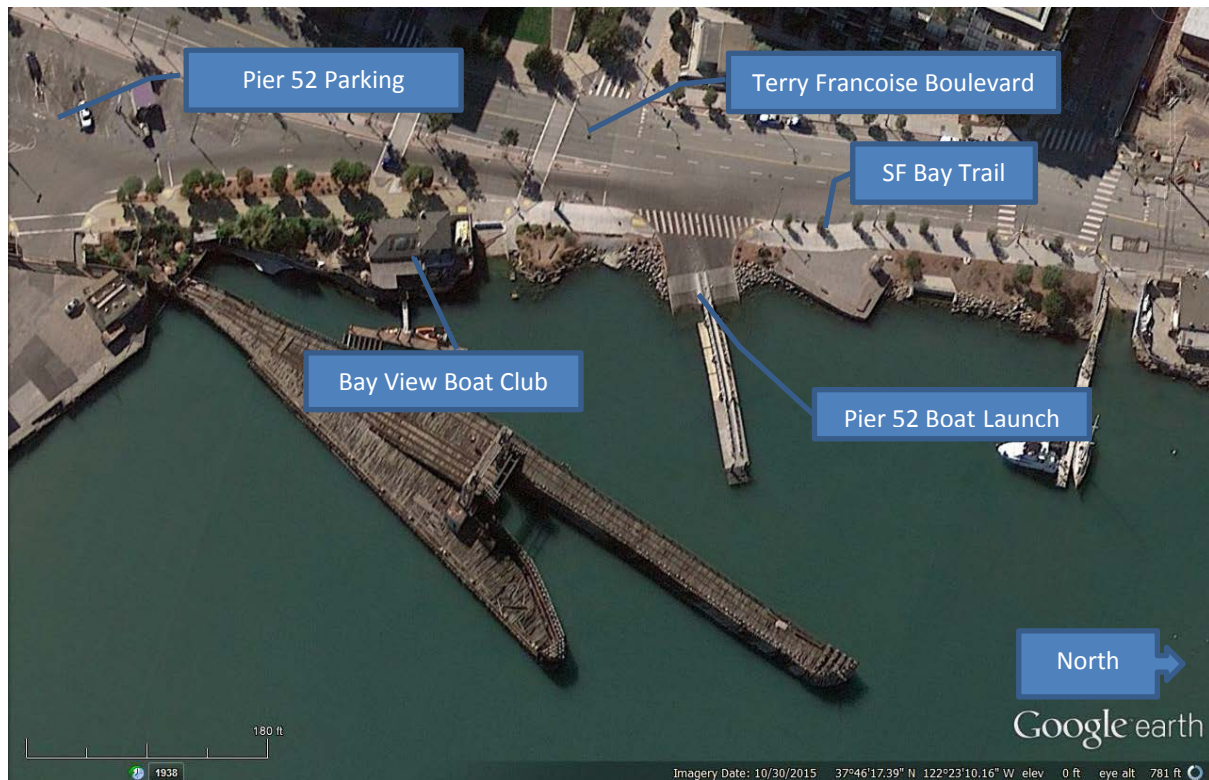 Pier 52 Parking
Terry Francoise Boulevard
SF Bay Trail
Bay View Boat Club
Pier 52 Boat Launch
North
Google earth
180 ft
1938
Imagery Date: 10/30/2015 37°46'17.39" N 122°23'10.16" W elev 0 ft eye alt 781 ft